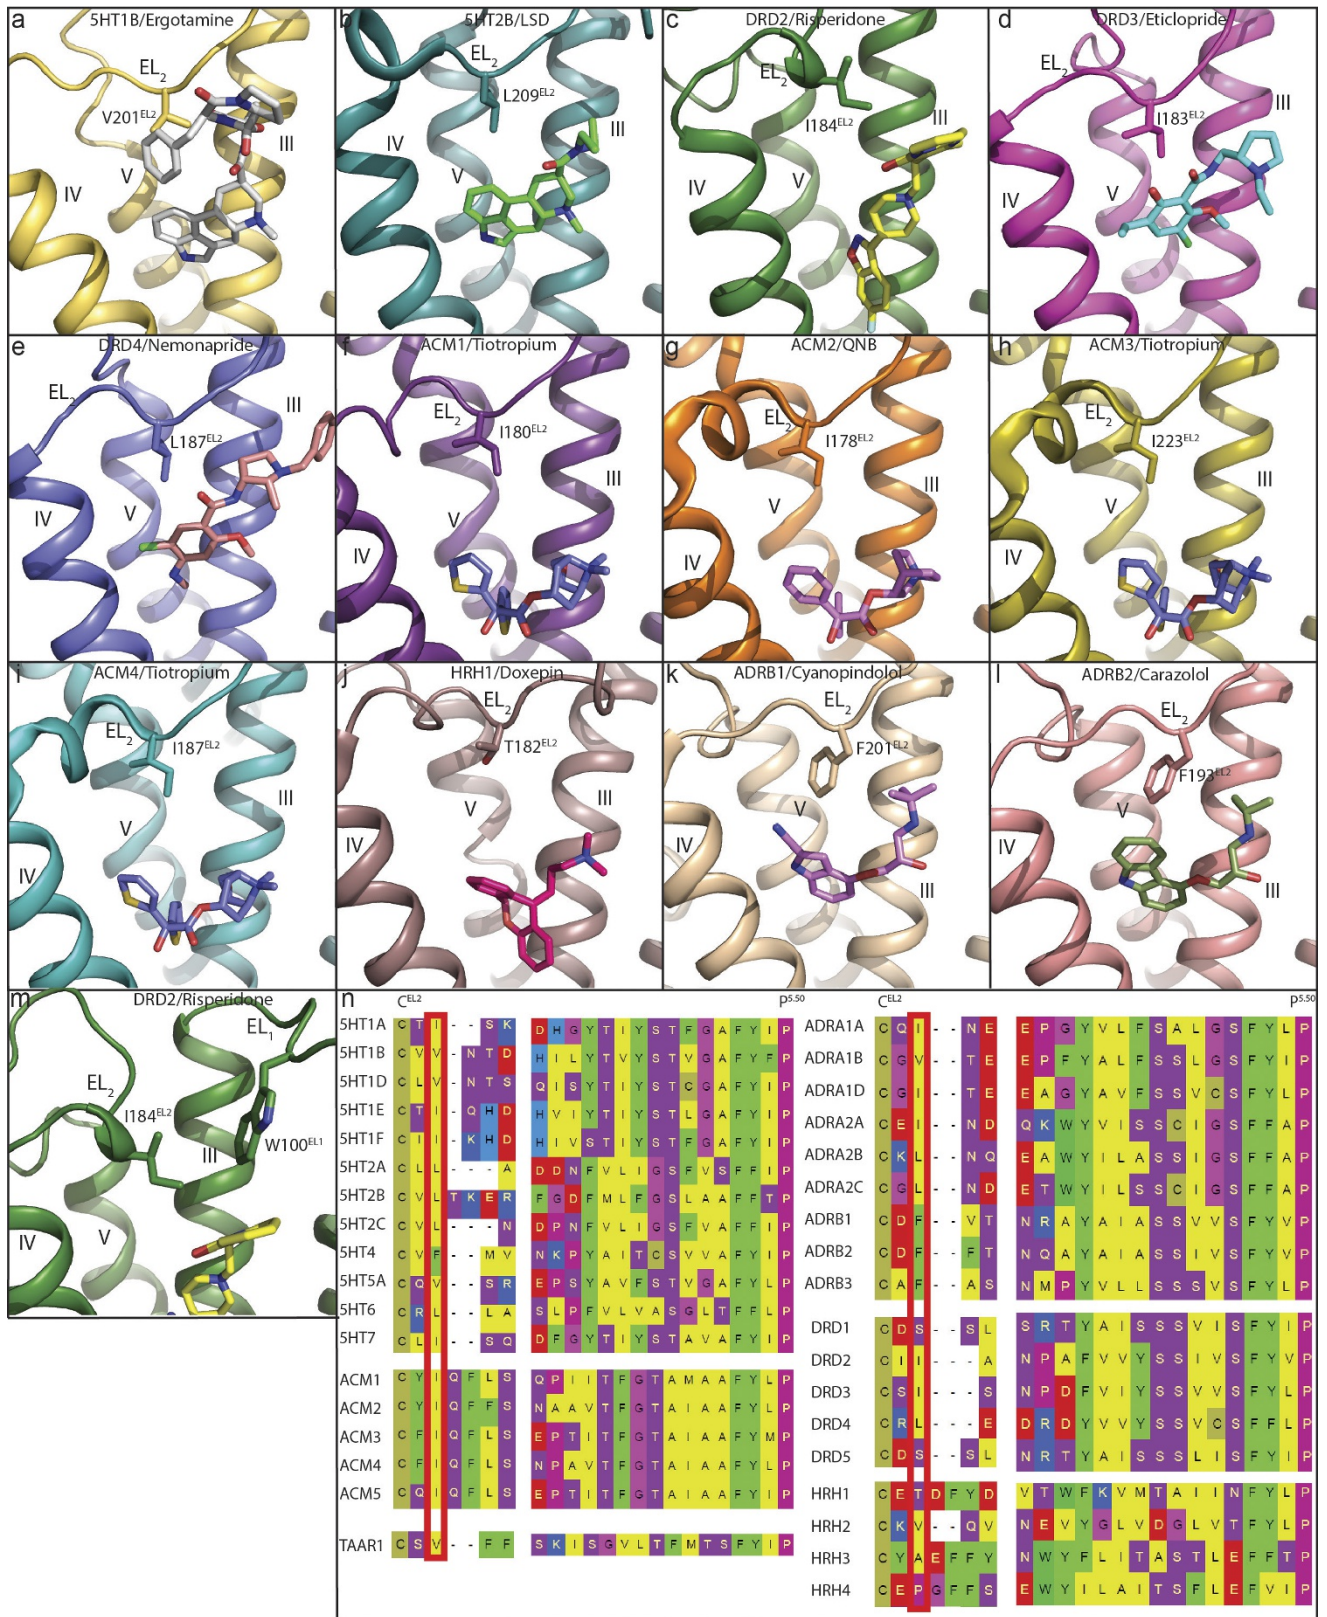 a 5HT1B/Ergotamine
EL2
V201EL2
III
IV
V
b 5HT2B/LSD
EL2
L209EL2
III
IV
V
c DRD2/Risperidone
EL2
III
I184EL2
IV
V
d DRD3/Eticlopride
EL2
III
I183EL2
V
IV
e DRD4/Nemonapride
EL2
III
L187EL2
IV
V
f ACM1/Tiotropium
EL2
I180EL2
III
V
IV
g ACM2/QNB
EL2
I178EL2
III
V
IV
h ACM3/Tiotropium
EL2
I223EL2
III
V
IV
i ACM4/Tiotropium
EL2
I187EL2
III
V
IV
j HRH1/Doxepin
EL2
T182EL2
V
III
IV
k ADRB1/Cyanopindolol
EL2
F201EL2
V
IV
III
l ADRB2/Carazolol
EL2
F193EL2
V
IV
III
m DRD2/Risperidone
EL1
EL2
I184EL2
III
W100EL1
IV
V
n CEL2 P5.50
5HT1A C T I - - S K D H G Y T I Y S T F G A F Y I P
5HT1B C V V - N T D H I L Y T V Y S T V G A F Y F P
5HT1D C L V - N T S Q I S Y T I Y S T C G A F Y I P
5HT1E C T I - Q H D H V I Y T I Y S T L G A F Y I P
5HT1F C I I - K H D H I V S T I Y S T F G A F Y I P
5HT2A C L L - - - A D D N F V L I G S F V S F F I P
5HT2B C V L T K E R F G D F M L F G S L A A F F T P
5HT2C C V L - - - N D P N F V L I G S F V A F F I P
5HT4 C V F - - M V N K P Y A I T C S V V A F Y I P
5HT5A C Q V - - S R E P S Y A V F S T V G A F Y L P
5HT6 C R L - - L A S L P F V L V A S G L T F F L P
5HT7 C L I - - S Q D F G Y T I Y S T A V A F Y I P
ACM1 C Y I Q F L S Q P I I T F G T A M A A F Y L P
ACM2 C Y I Q F F S N A A V T F G T A I A A F Y L P
ACM3 C F I Q F L S E P T I T F G T A I A A F Y M P
ACM4 C F I Q F L S N P A V T F G T A I A A F Y L P
ACM5 C Q I Q F L S E P T I T F G T A I A A F Y I P
TAAR1 C S V - - F F S K I S G V L T F M T S F Y I P
CEL2 P5.50
ADRA1A C Q I - - N E E P G Y V L F S A L G S F Y L P
ADRA1B C G V - - T E E P F Y A L F S S L G S F Y I P
ADRA1D C G I - - T E E A G Y A V F S S V C S F Y L P
ADRA2A C E I - - N D Q K W Y V I S S C I G S F F A P
ADRA2B C K L - - N Q E A W Y I L A S S I G S F F A P
ADRA2C C G L - - N D E T W Y I L S S C I G S F F A P
ADRB1 C D F - - V T N R A Y A I A S S V V S F Y V P
ADRB2 C D F - - F T N Q A Y A I A S S I V S F Y V P
ADRB3 C A F - - A S N M P Y V L L S S S V S F Y L P
DRD1 C D S - - S L S R T Y A I S S S V I S F Y I P
DRD2 C I I - - - A N P A F V V Y S S I V S F Y V P
DRD3 C S I - - - S N P D F V I Y S S V V S F Y L P
DRD4 C R L - - - E D R D Y V V Y S S V C S F F L P
DRD5 C D S - - S L N R T Y A I S S S L I S F Y I P
HRH1 C E T D F Y D V T W F K V M T A I I N F Y L P
HRH2 C K V - - Q V N E V Y G L V D G L V T F Y L P
HRH3 C Y A E F F Y N W Y F L I T A S T L E F F T P
HRH4 C E P G F F S E W Y I L A I T S F L E F V I P